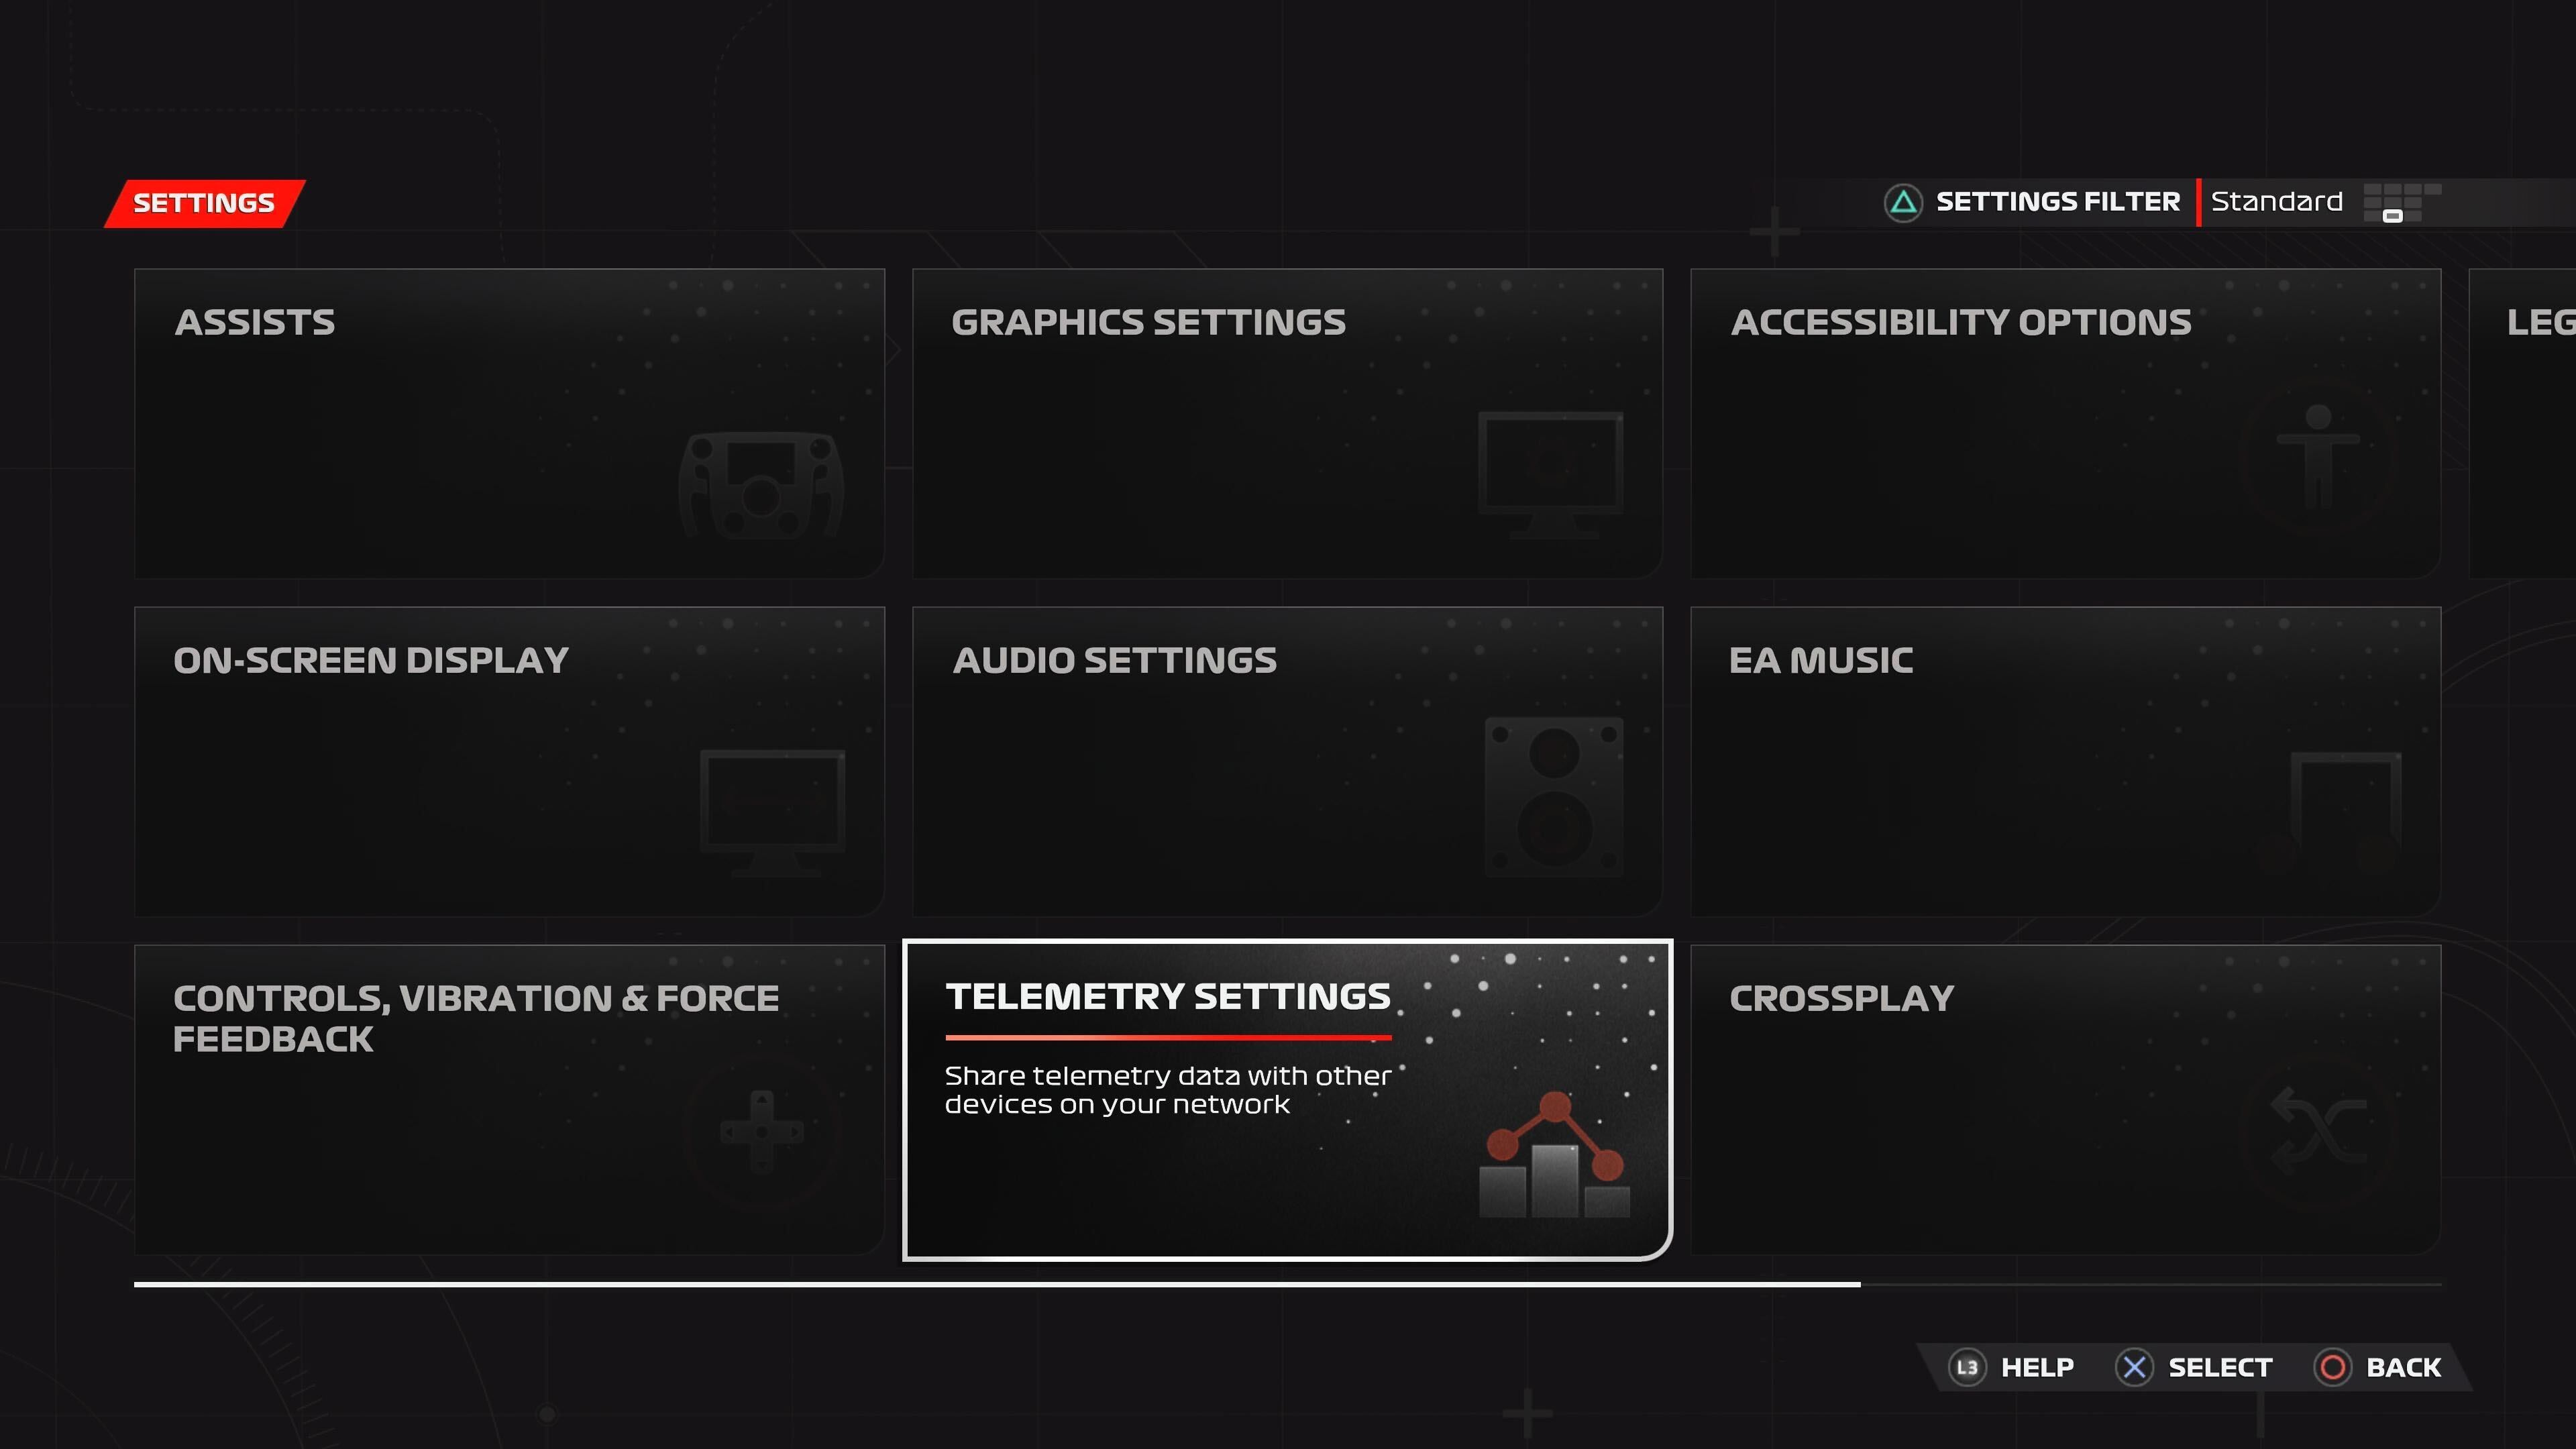 SETTINGS
SETTINGS FILTER
Standard
ASSISTS
GRAPHICS SETTINGS
ACCESSIBILITY OPTIONS
LEG
ON-SCREEN DISPLAY
AUDIO SETTINGS
EA MUSIC
CONTROLS, VIBRATION & FORCE
FEEDBACK
TELEMETRY SETTINGS
Share telemetry data with other
devices on your network
CROSSPLAY
L3 HELP
SELECT
BACK